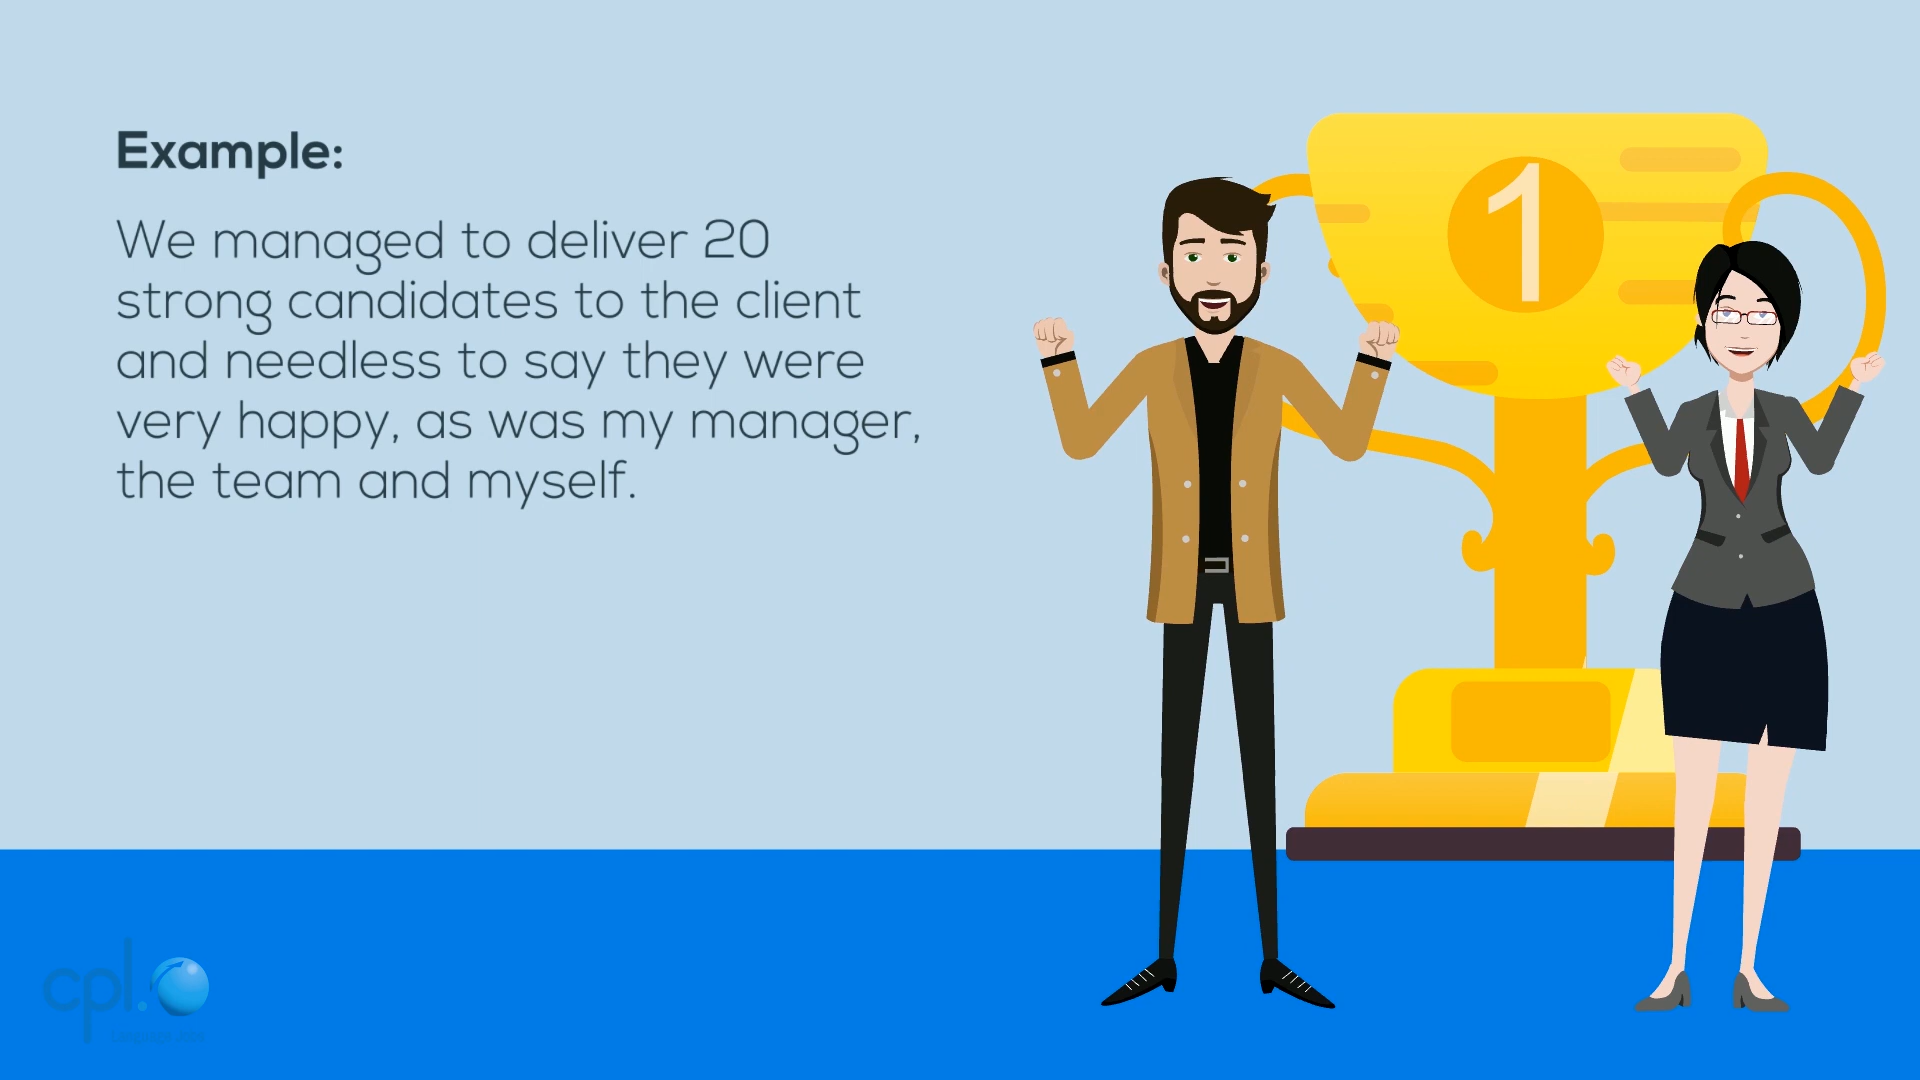 Example:
We managed to deliver 20
strong candidates to the client
and needless to say they were
very happy, as was my manager,
the team and myself.
1
cpl.